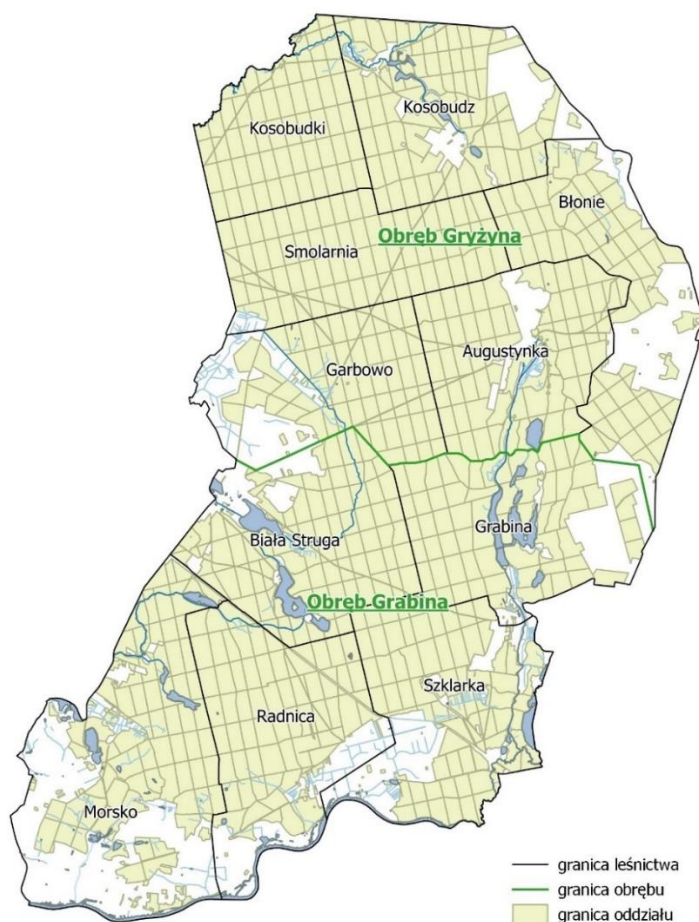 Kosobudz
Kosobudki
Błonie
Obręb Gryżyna
Smolarnia
Augustynka
Garbowo
Grabina
Biała Struga
Obręb Grabina
Szklarka
Radnica
Morsko
granica leśnictwa
granica obrębu
granica oddziału